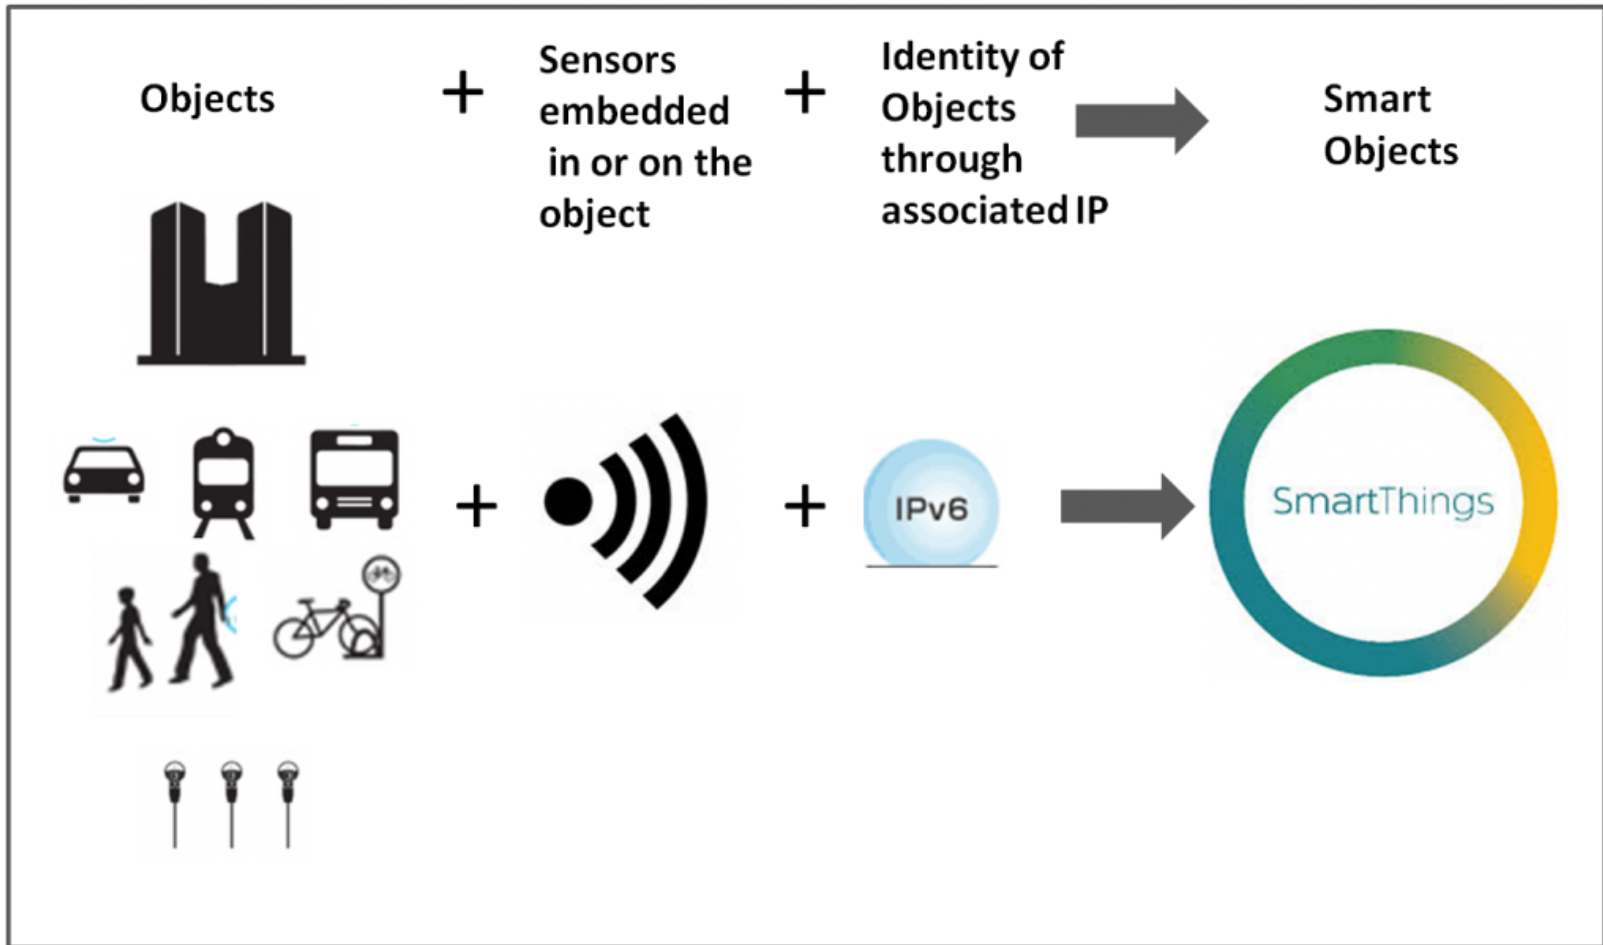 Objects
+
Sensors
embedded
in or on the
object
+
Identity of
Objects
through
associated IP
Smart
Objects
+
+
IPv6
SmartThings